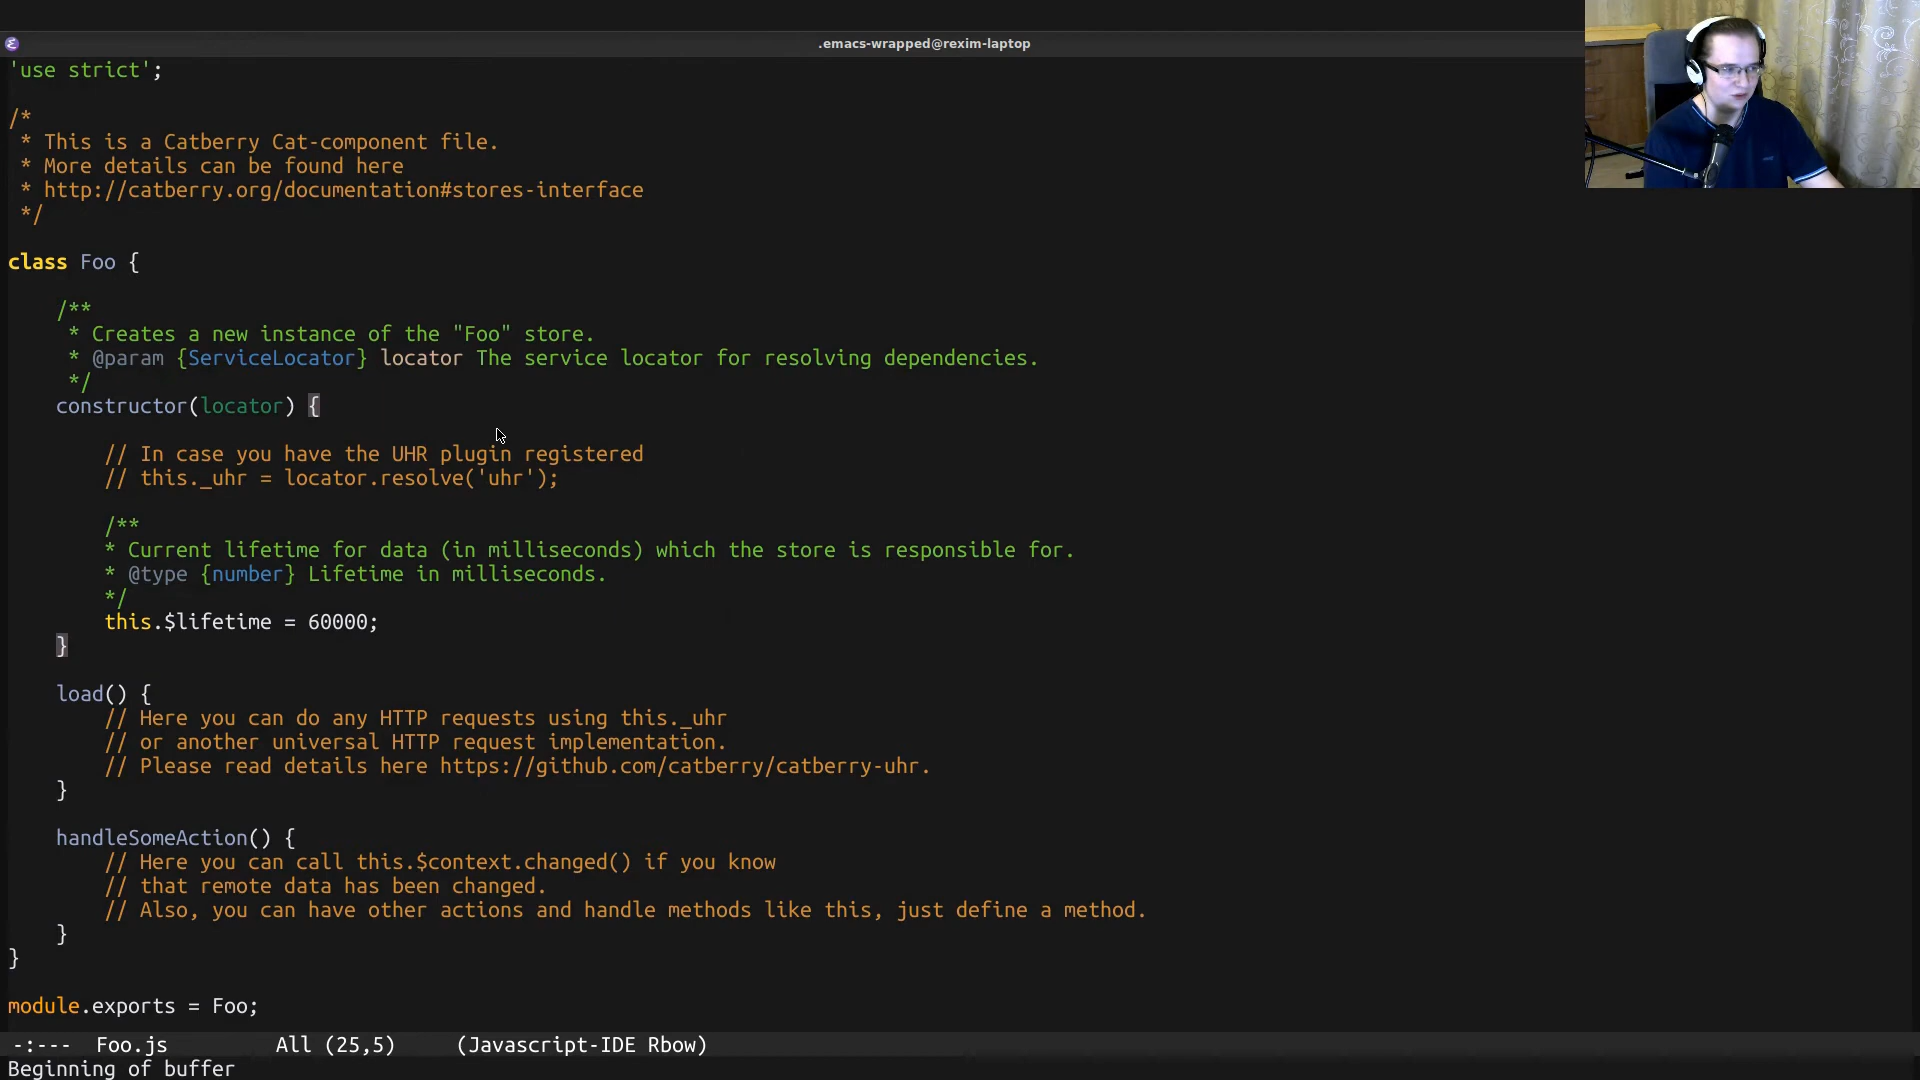 .emacs-wrapped@rexim-laptop
'use strict';
/*
 * This is a Catberry Cat-component file.
 * More details can be found here
 * http://catberry.org/documentation#stores-interface
 */
class Foo {
    /**
     * Creates a new instance of the "Foo" store.
     * @param {ServiceLocator} locator The service locator for resolving dependencies.
     */
    constructor(locator) {
        // In case you have the UHR plugin registered
        // this._uhr = locator.resolve('uhr');
        /**
        * Current lifetime for data (in milliseconds) which the store is responsible for.
        * @type {number} Lifetime in milliseconds.
        */
        this.$lifetime = 60000;
    }
    load() {
        // Here you can do any HTTP requests using this._uhr
        // or another universal HTTP request implementation.
        // Please read details here https://github.com/catberry/catberry-uhr.
    }
    handleSomeAction() {
        // Here you can call this.$context.changed() if you know
        // that remote data has been changed.
        // Also, you can have other actions and handle methods like this, just define a method.
    }
}
module.exports = Foo;
-:---  Foo.js         All (25,5)     (Javascript-IDE Rbow)
Beginning of buffer